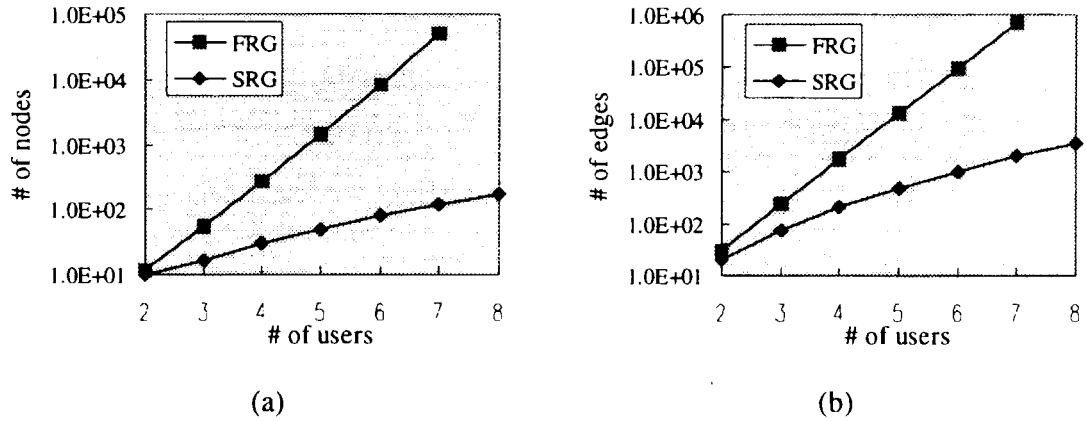 1.0E+05
1.0E+04
1.0E+03
1.0E+02
1.0E+01
# of nodes
FRG
SRG
2 3 4 5 6 7 8
# of users
(a)
1.0E+06
1.0E+05
1.0E+04
1.0E+03
1.0E+02
1.0E+01
# of edges
FRG
SRG
2 3 4 5 6 7 8
# of users
(b)